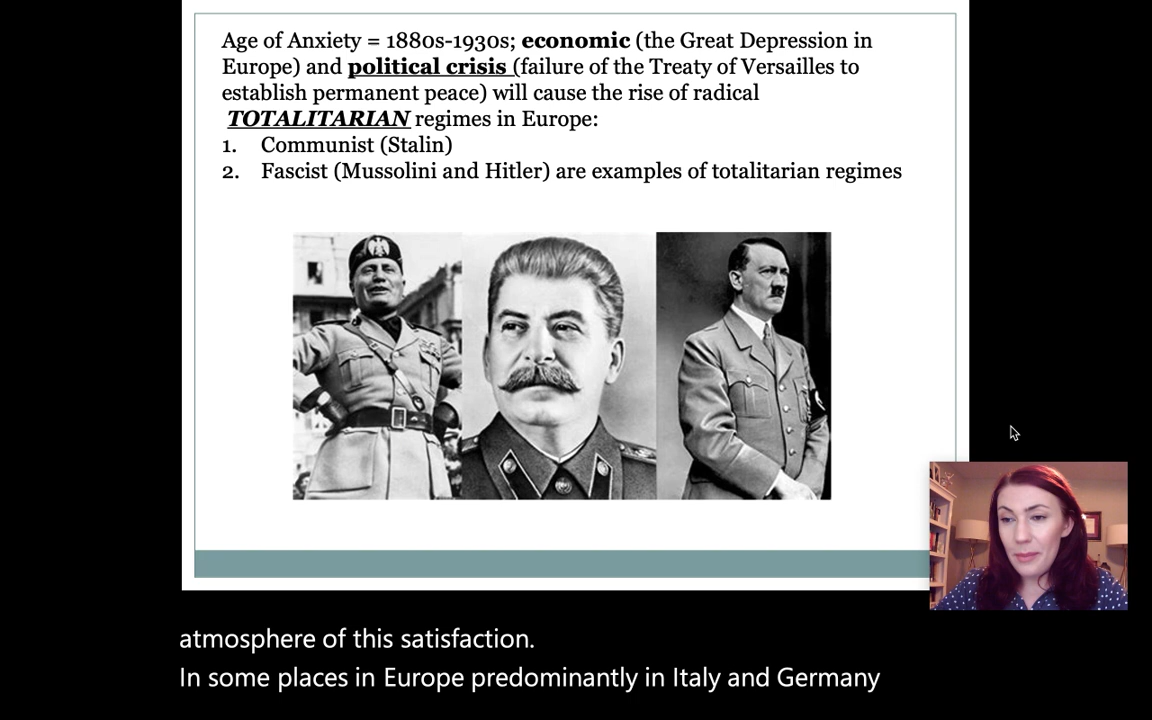 Age of Anxiety = 1880s-1930s; economic (the Great Depression in
Europe) and political crisis (failure of the Treaty of Versailles to
establish permanent peace) will cause the rise of radical
TOTALITARIAN regimes in Europe:
1. Communist (Stalin)
2. Fascist (Mussolini and Hitler) are examples of totalitarian regimes
atmosphere of this satisfaction.
In some places in Europe predominantly in Italy and Germany